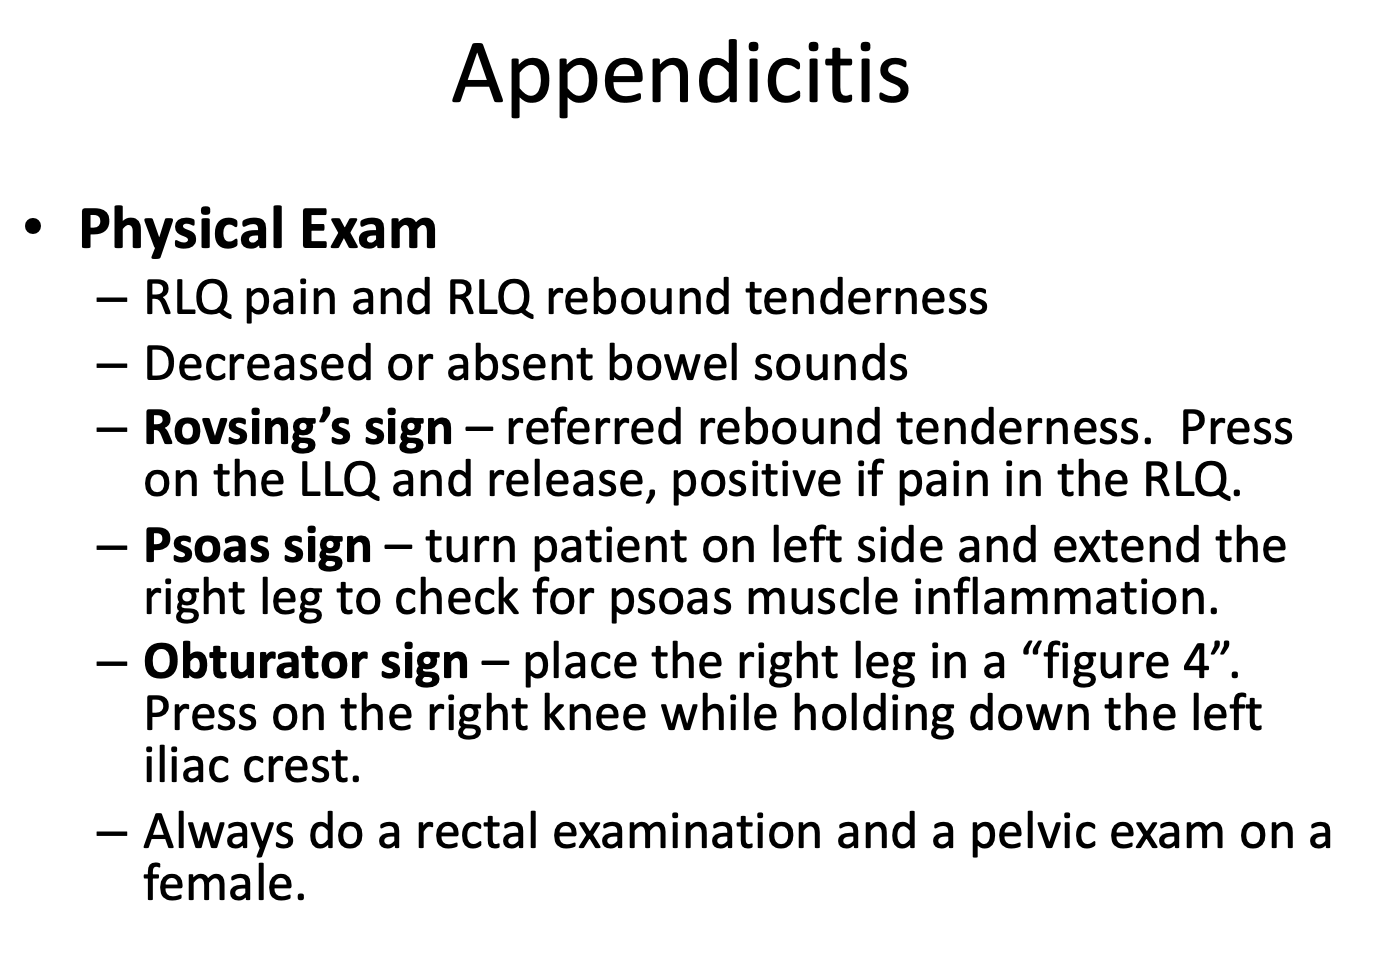 Appendicitis
• Physical Exam
– RLQ pain and RLQ rebound tenderness
– Decreased or absent bowel sounds
– Rovsing’s sign – referred rebound tenderness.  Press
on the LLQ and release, positive if pain in the RLQ.
– Psoas sign – turn patient on left side and extend the
right leg to check for psoas muscle inflammation.
– Obturator sign – place the right leg in a “figure 4”.
Press on the right knee while holding down the left
iliac crest.
– Always do a rectal examination and a pelvic exam on a
female.